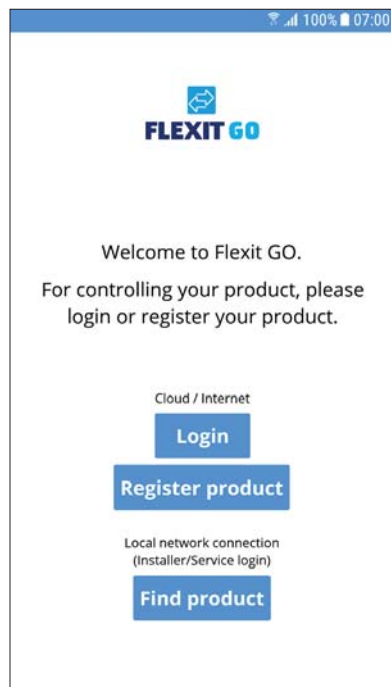 100% 07:00
FLEXIT GO
Welcome to Flexit GO.
For controlling your product, please
login or register your product.
Cloud / Internet
Login
Register product
Local network connection
(Installer/Service login)
Find product